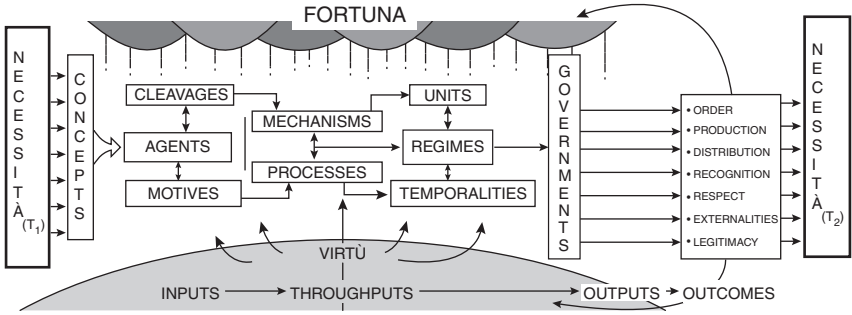 FORTUNA
NECESSITÀ (T1)
CONCEPTS
CLEAVAGES
AGENTS
MOTIVES
MECHANISMS
PROCESSES
UNITS
REGIMES
TEMPORALITIES
GOVERNMENTS
• ORDER
• PRODUCTION
• DISTRIBUTION
• RECOGNITION
• RESPECT
• EXTERNALITIES
• LEGITIMACY
NECESSITÀ (T2)
VIRTÙ
INPUTS
THROUGHPUTS
OUTPUTS
OUTCOMES